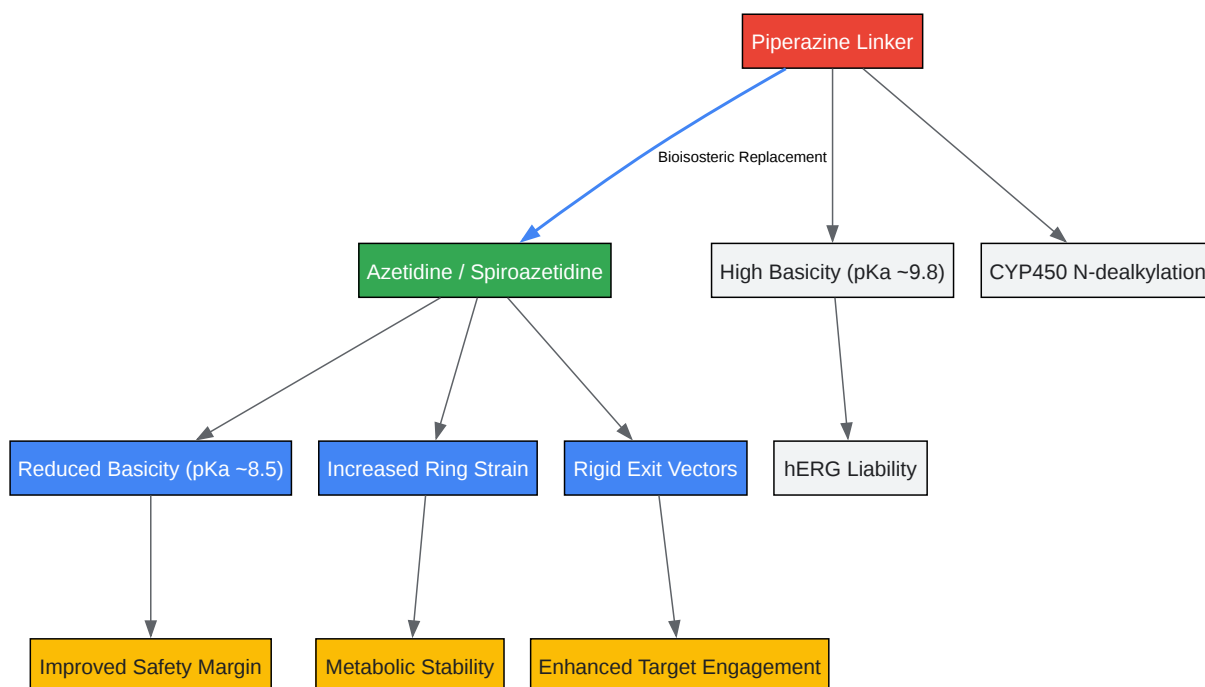 Piperazine Linker
Bioisosteric Replacement
Azetidine / Spiroazetidine
High Basicity (pKa ~9.8)
CYP450 N-dealkylation
Reduced Basicity (pKa ~8.5)
Increased Ring Strain
Rigid Exit Vectors
hERG Liability
Improved Safety Margin
Metabolic Stability
Enhanced Target Engagement